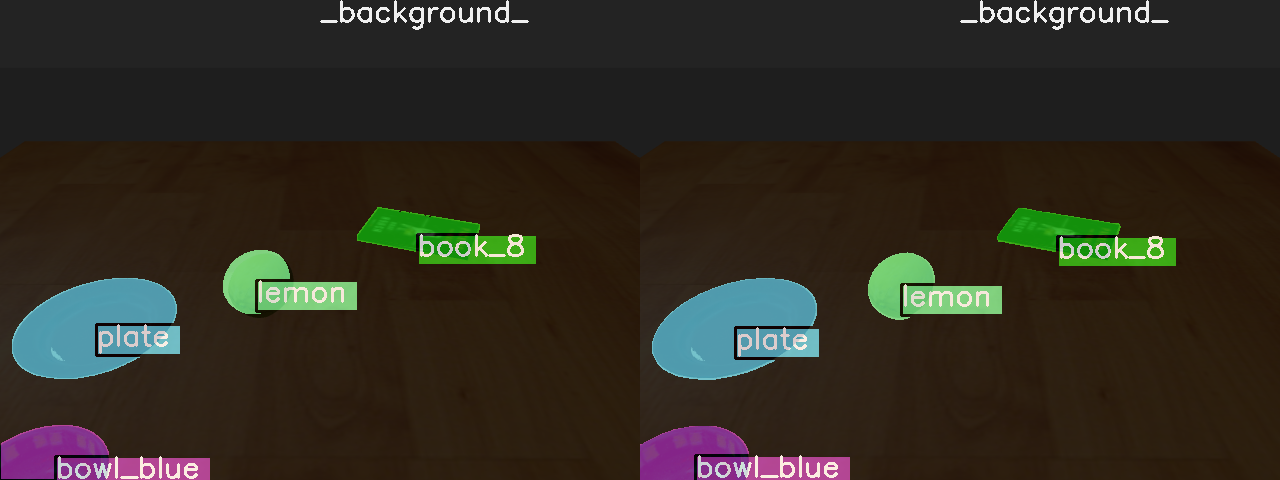 _background_
_background_
book_8
book_8
lemon
lemon
plate
plate
bowl_blue
bowl_blue